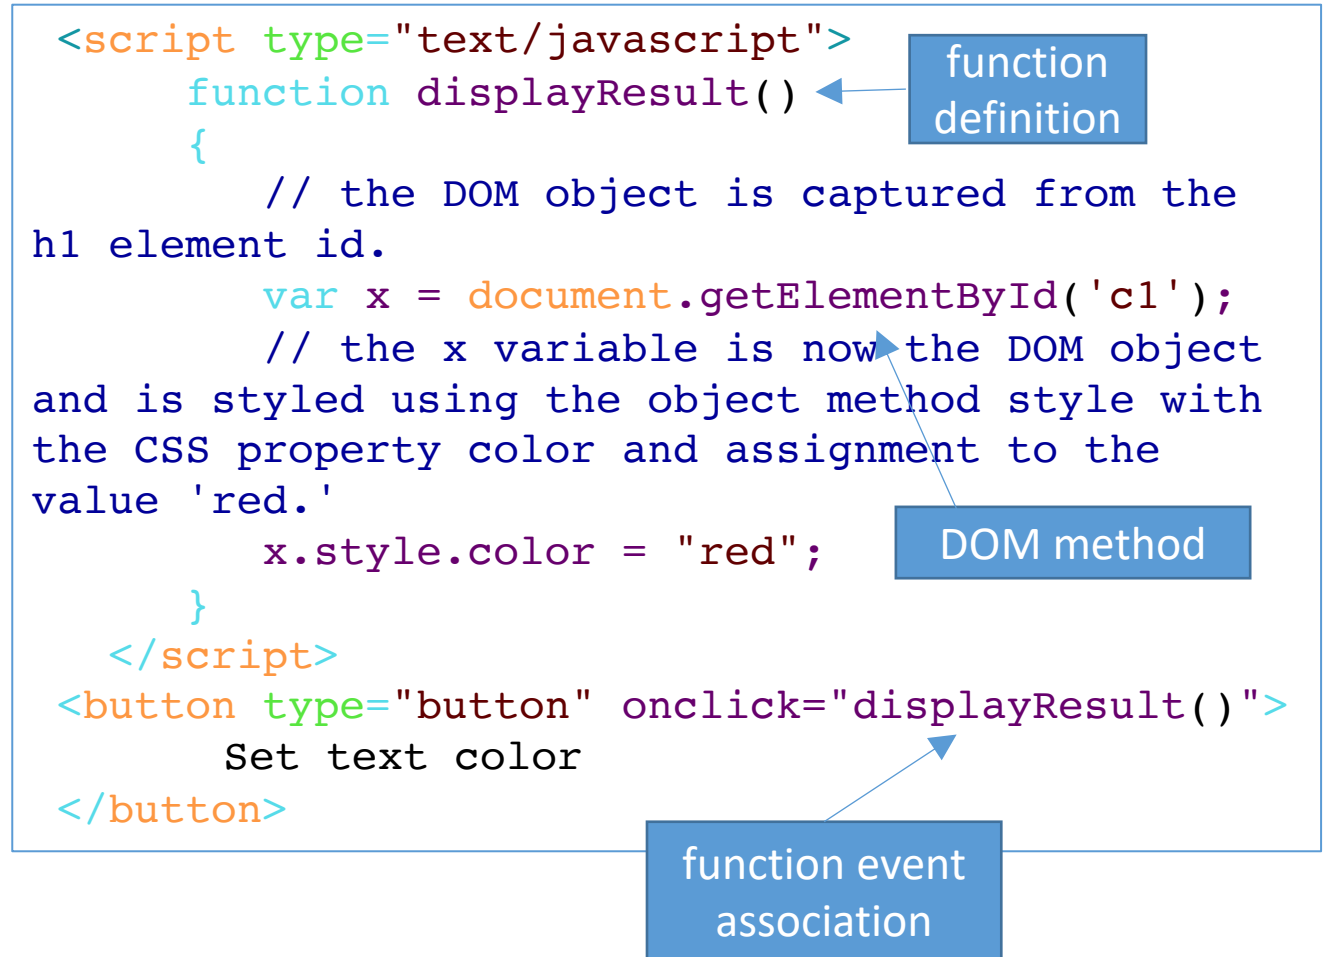 <script type="text/javascript">
function displayResult()
{
// the DOM object is captured from the
h1 element id.
var x = document.getElementById('c1');
// the x variable is now the DOM object
and is styled using the object method style with
the CSS property color and assignment to the
value 'red.'
x.style.color = "red";
}
</script>
<button type="button" onclick="displayResult()">
Set text color
</button>
function
definition
DOM method
function event
association